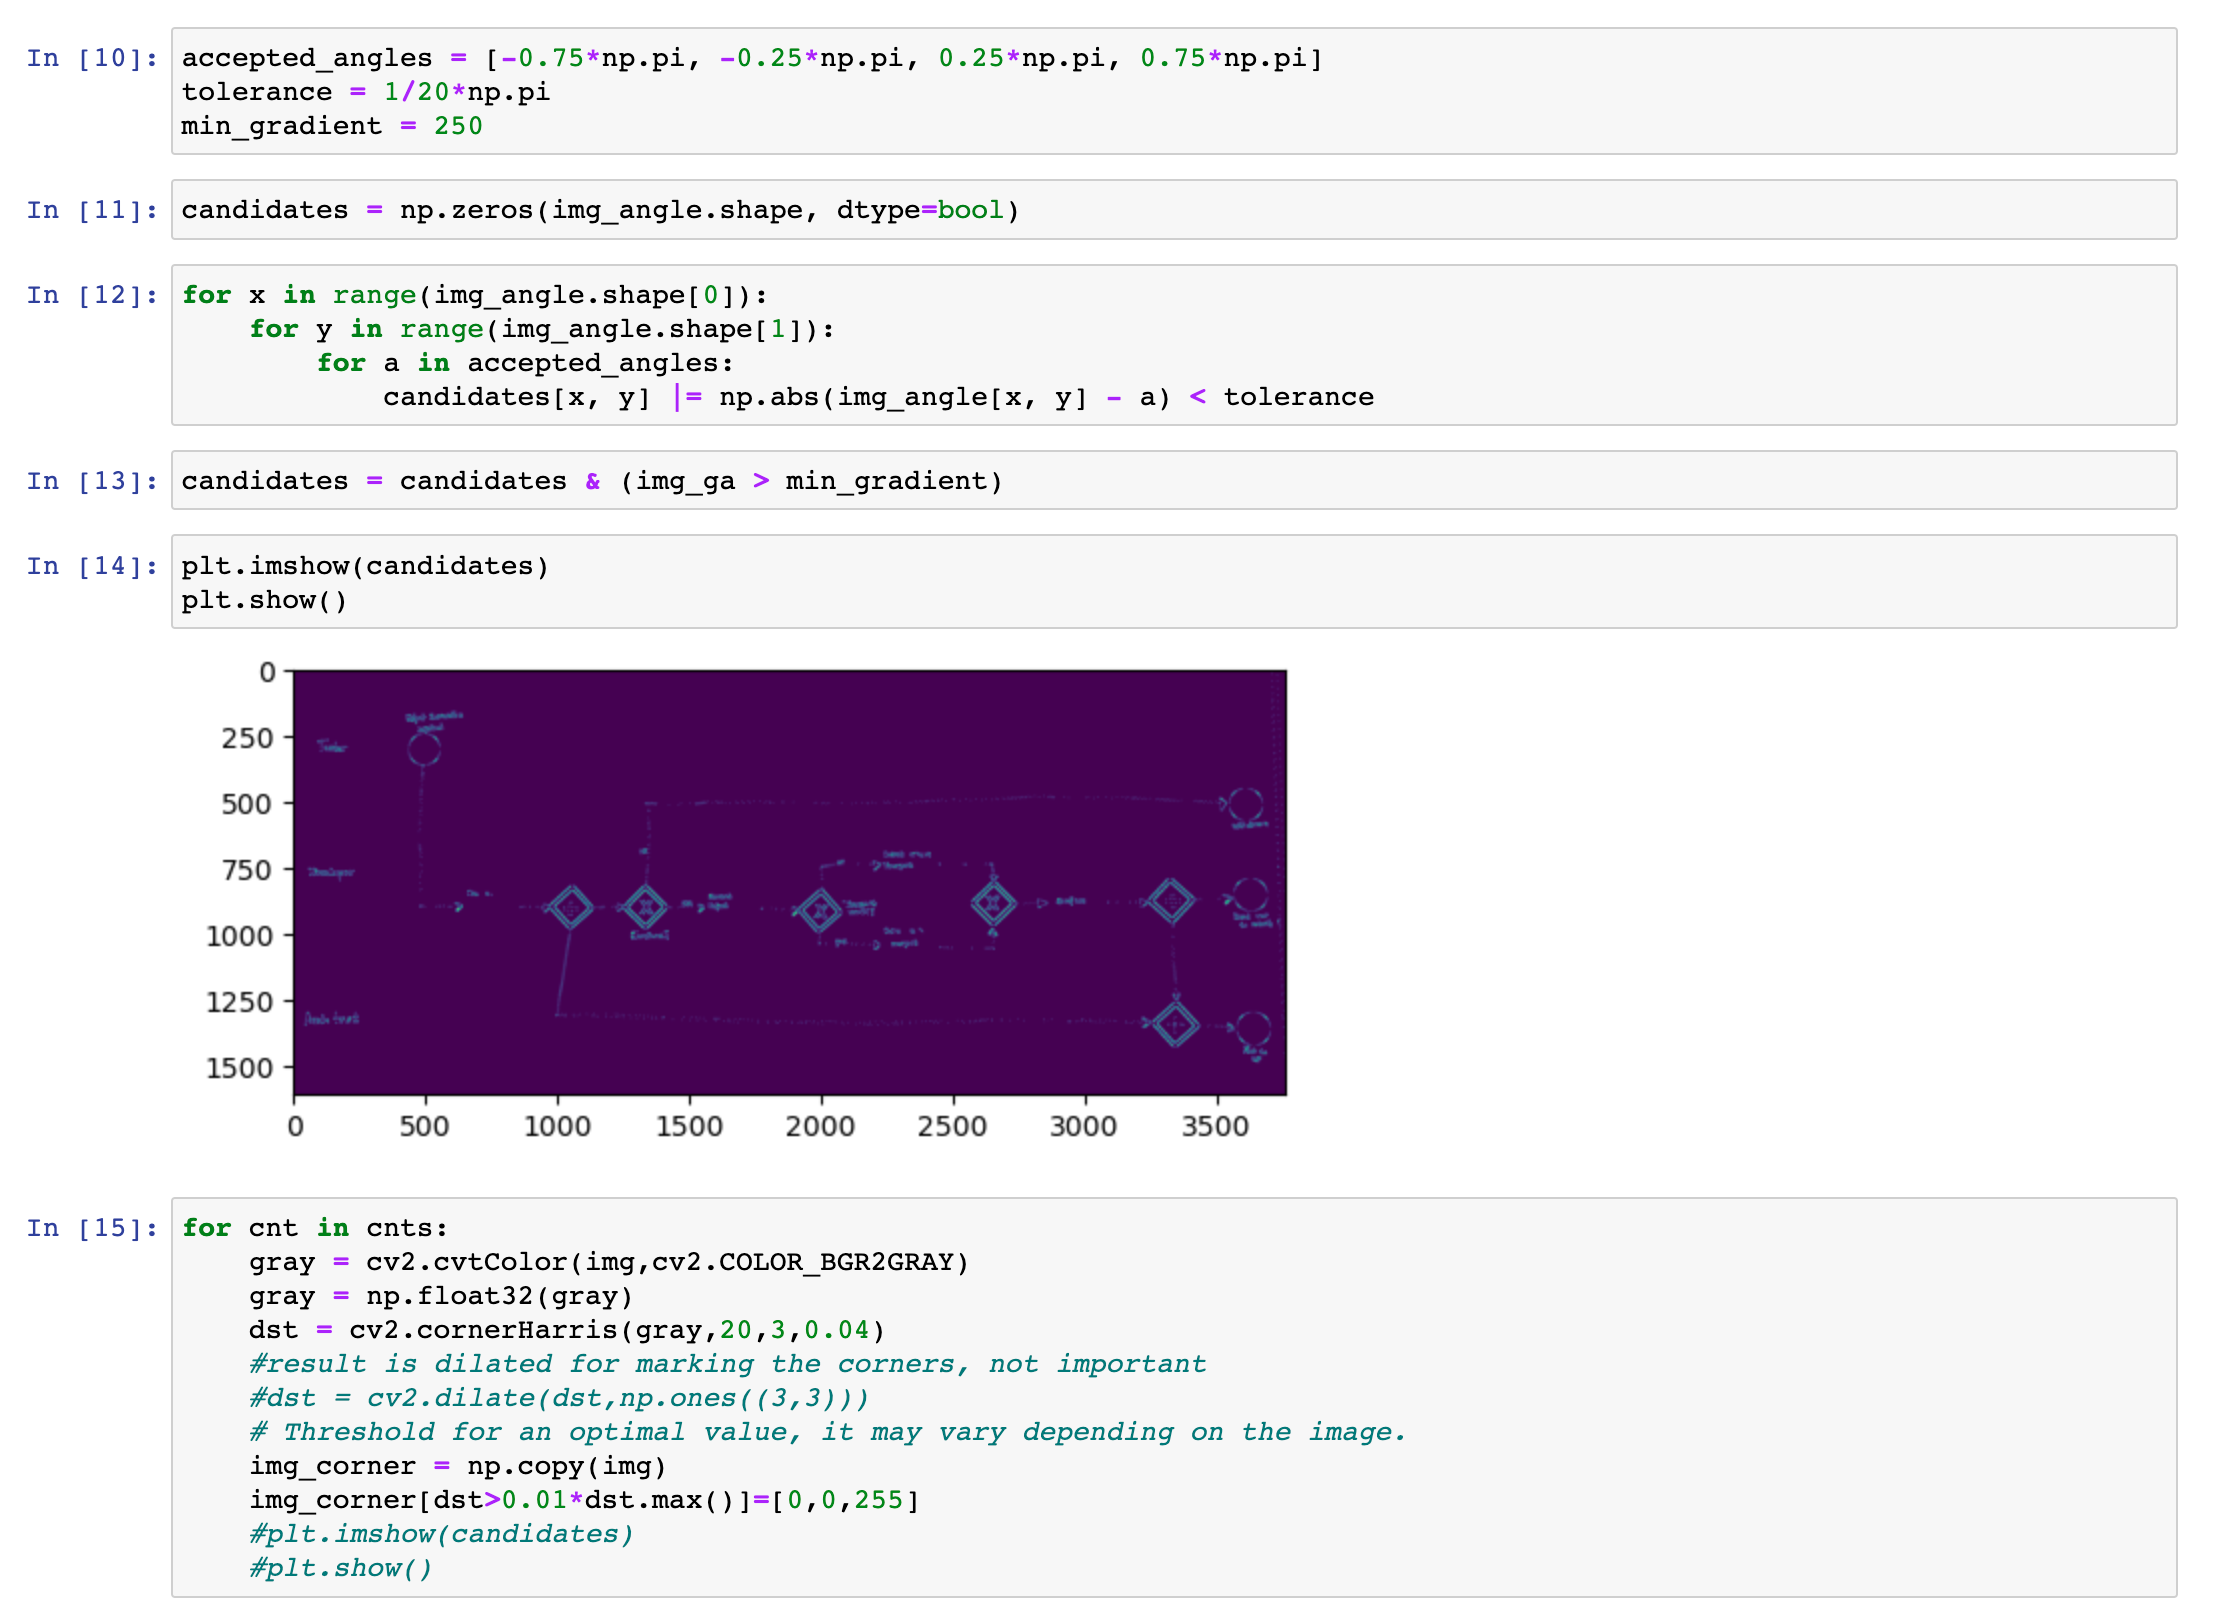 In [10]: accepted_angles = [-0.75*np.pi, -0.25*np.pi, 0.25*np.pi, 0.75*np.pi]
tolerance = 1/20*np.pi
min_gradient = 250
In [11]: candidates = np.zeros(img_angle.shape, dtype=bool)
In [12]: for x in range(img_angle.shape[0]):
    for y in range(img_angle.shape[1]):
        for a in accepted_angles:
            candidates[x, y] |= np.abs(img_angle[x, y] - a) < tolerance
In [13]: candidates = candidates & (img_ga > min_gradient)
In [14]: plt.imshow(candidates)
plt.show()
0
250
500
750
1000
1250
1500
0 500 1000 1500 2000 2500 3000 3500
In [15]: for cnt in cnts:
    gray = cv2.cvtColor(img,cv2.COLOR_BGR2GRAY)
    gray = np.float32(gray)
    dst = cv2.cornerHarris(gray,20,3,0.04)
    #result is dilated for marking the corners, not important
    #dst = cv2.dilate(dst,np.ones((3,3)))
    # Threshold for an optimal value, it may vary depending on the image.
    img_corner = np.copy(img)
    img_corner[dst>0.01*dst.max()]=[0,0,255]
    #plt.imshow(candidates)
    #plt.show()